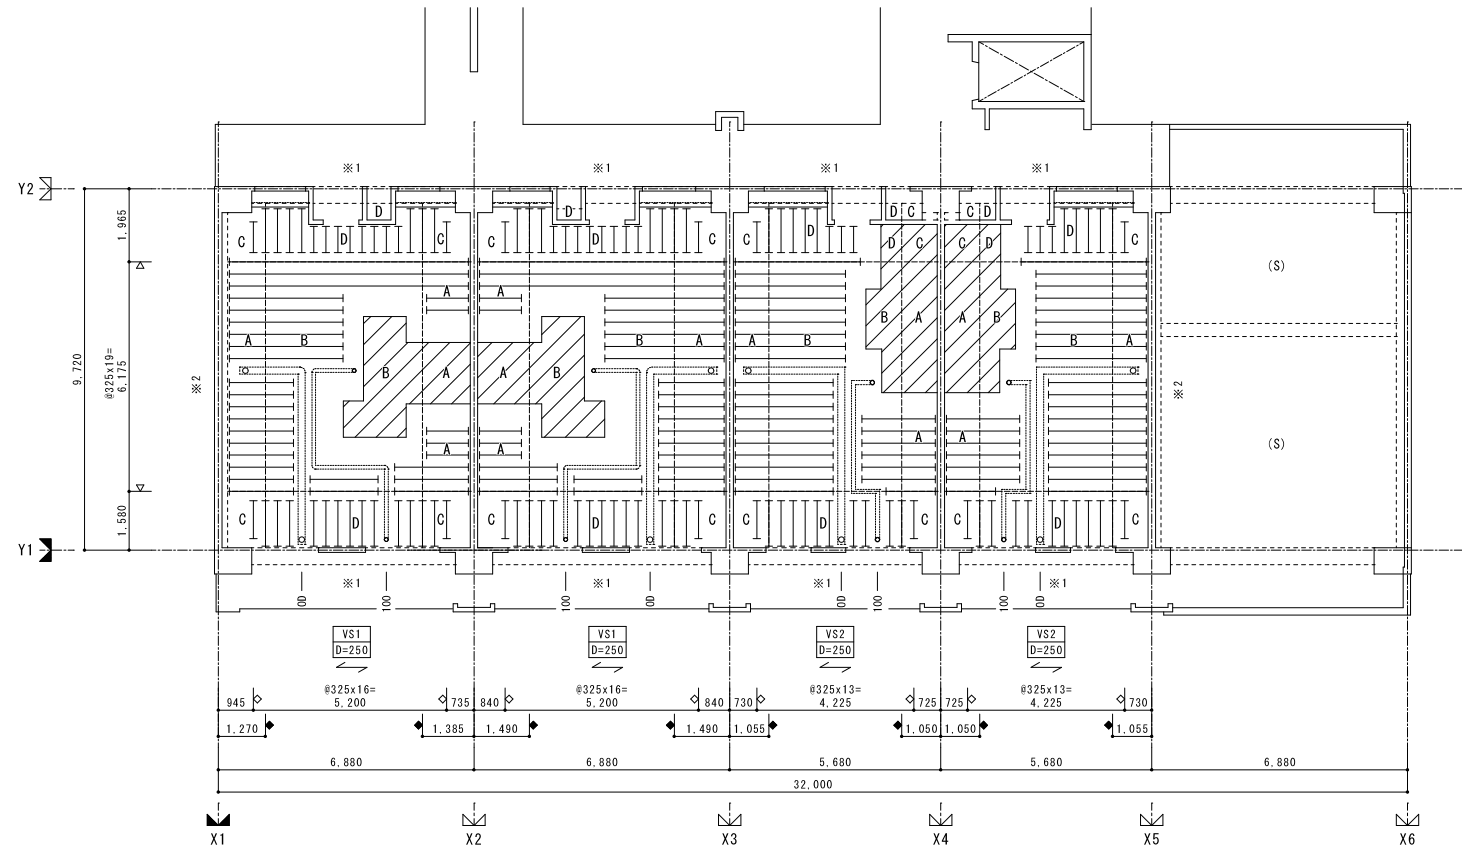 ※1 ※1 ※1 ※1
Y2
D D D C C D
C D C C D C C D D C C D D C
1,965
(S)
A A
B A A B
A B B A A B B A
9,720
@325x19=
6,175
※2 ※2
B A A B
(S)
A A A A
1,580
C D C C D C C D C C D C
Y1
※1 ※1 ※1 ※1
OD 100 100 OD OD 100 100 OD
VS1 VS1 VS2 VS2
D=250 D=250 D=250 D=250
@325x16= @325x16= @325x13= @325x13=
945 5,200 735 840 5,200 840 730 4,225 725 725 4,225 730
1,270 1,385 1,490 1,490 1,055 1,050 1,050 1,055
6,880 6,880 5,680 5,680 6,880
32,000
X1 X2 X3 X4 X5 X6